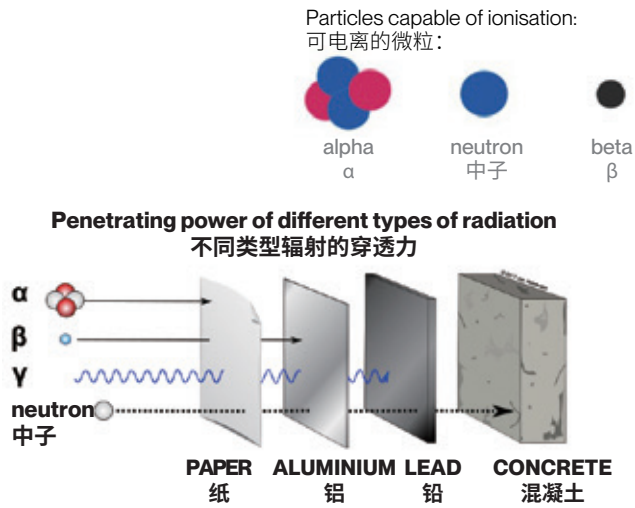 Particles capable of ionisation:
可电离的微粒：
alpha
α
neutron
中子
beta
β
Penetrating power of different types of radiation
不同类型辐射的穿透力
α
β
γ
neutron
中子
PAPER
纸
ALUMINIUM
铝
LEAD
铅
CONCRETE
混凝土